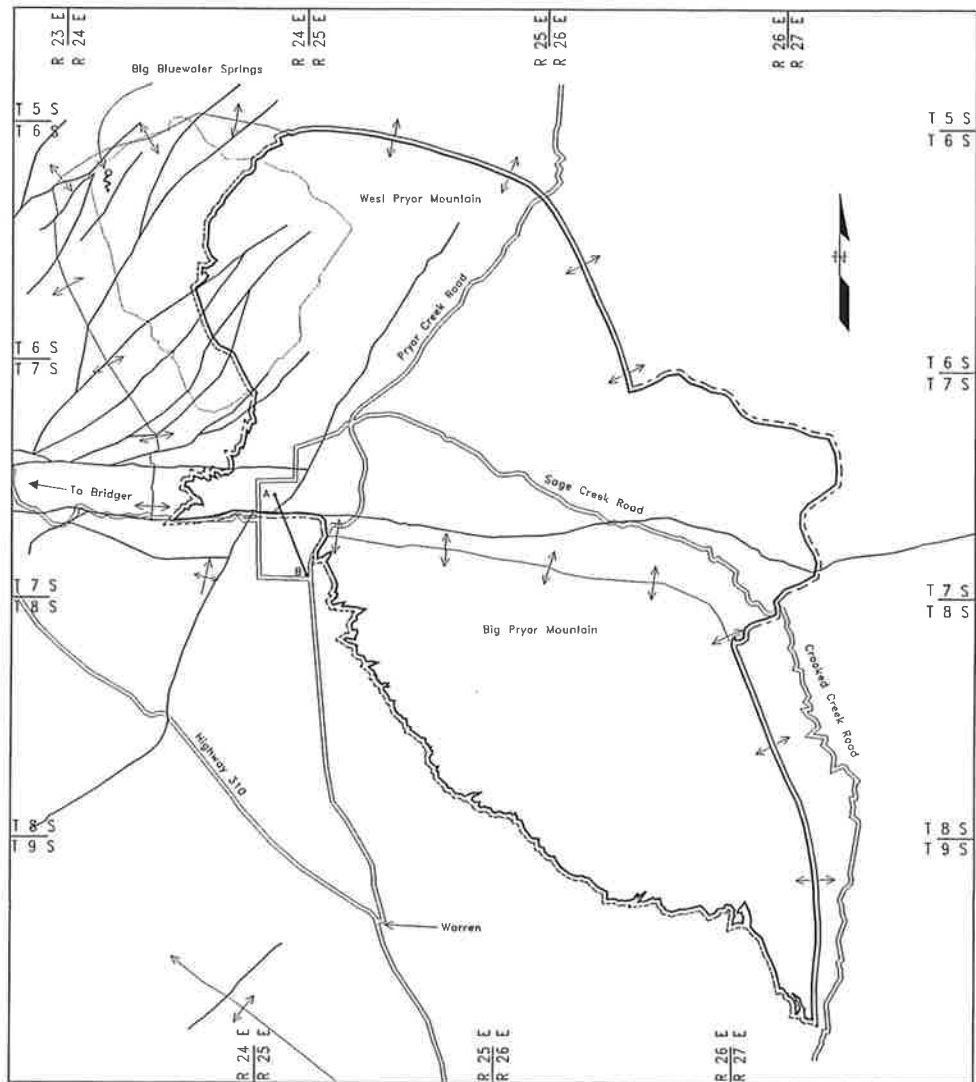 R 23 E
R 24 E
R 24 E
R 25 E
R 25 E
R 26 E
R 26 E
R 27 E
Big Bluewater Springs
T 5 S
T 6 S
T 5 S
T 6 S
West Pryor Mountain
Pryor Creek Road
T 6 S
T 7 S
T 6 S
T 7 S
To Bridger
A
Sage Creek Road
B
T 7 S
T 8 S
T 7 S
T 8 S
Big Pryor Mountain
Crooked Creek Road
Highway 310
T 8 S
T 9 S
T 8 S
T 9 S
Warren
R 24 E
R 25 E
R 25 E
R 26 E
R 26 E
R 27 E